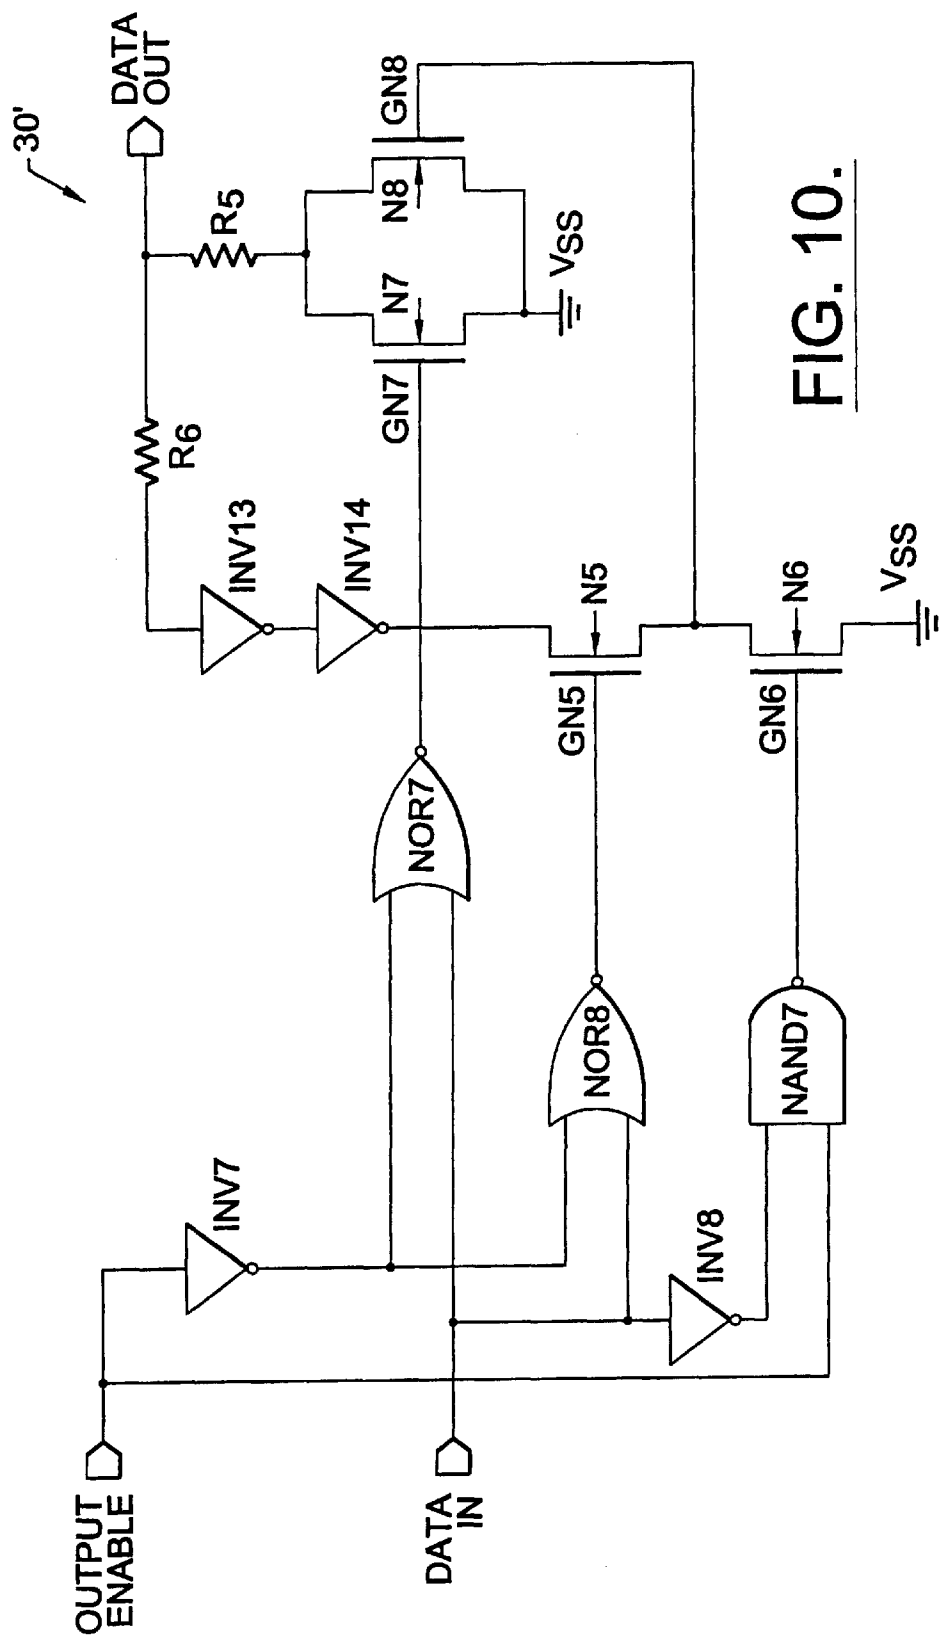 30'
DATA
OUT
R5
R6
GN8
N8
N7
GN7
VSS
INV13
INV14
NOR7
N5
GN5
N6
GN6
VSS
NOR8
NAND7
INV7
INV8
OUTPUT
ENABLE
DATA
IN
FIG. 10.